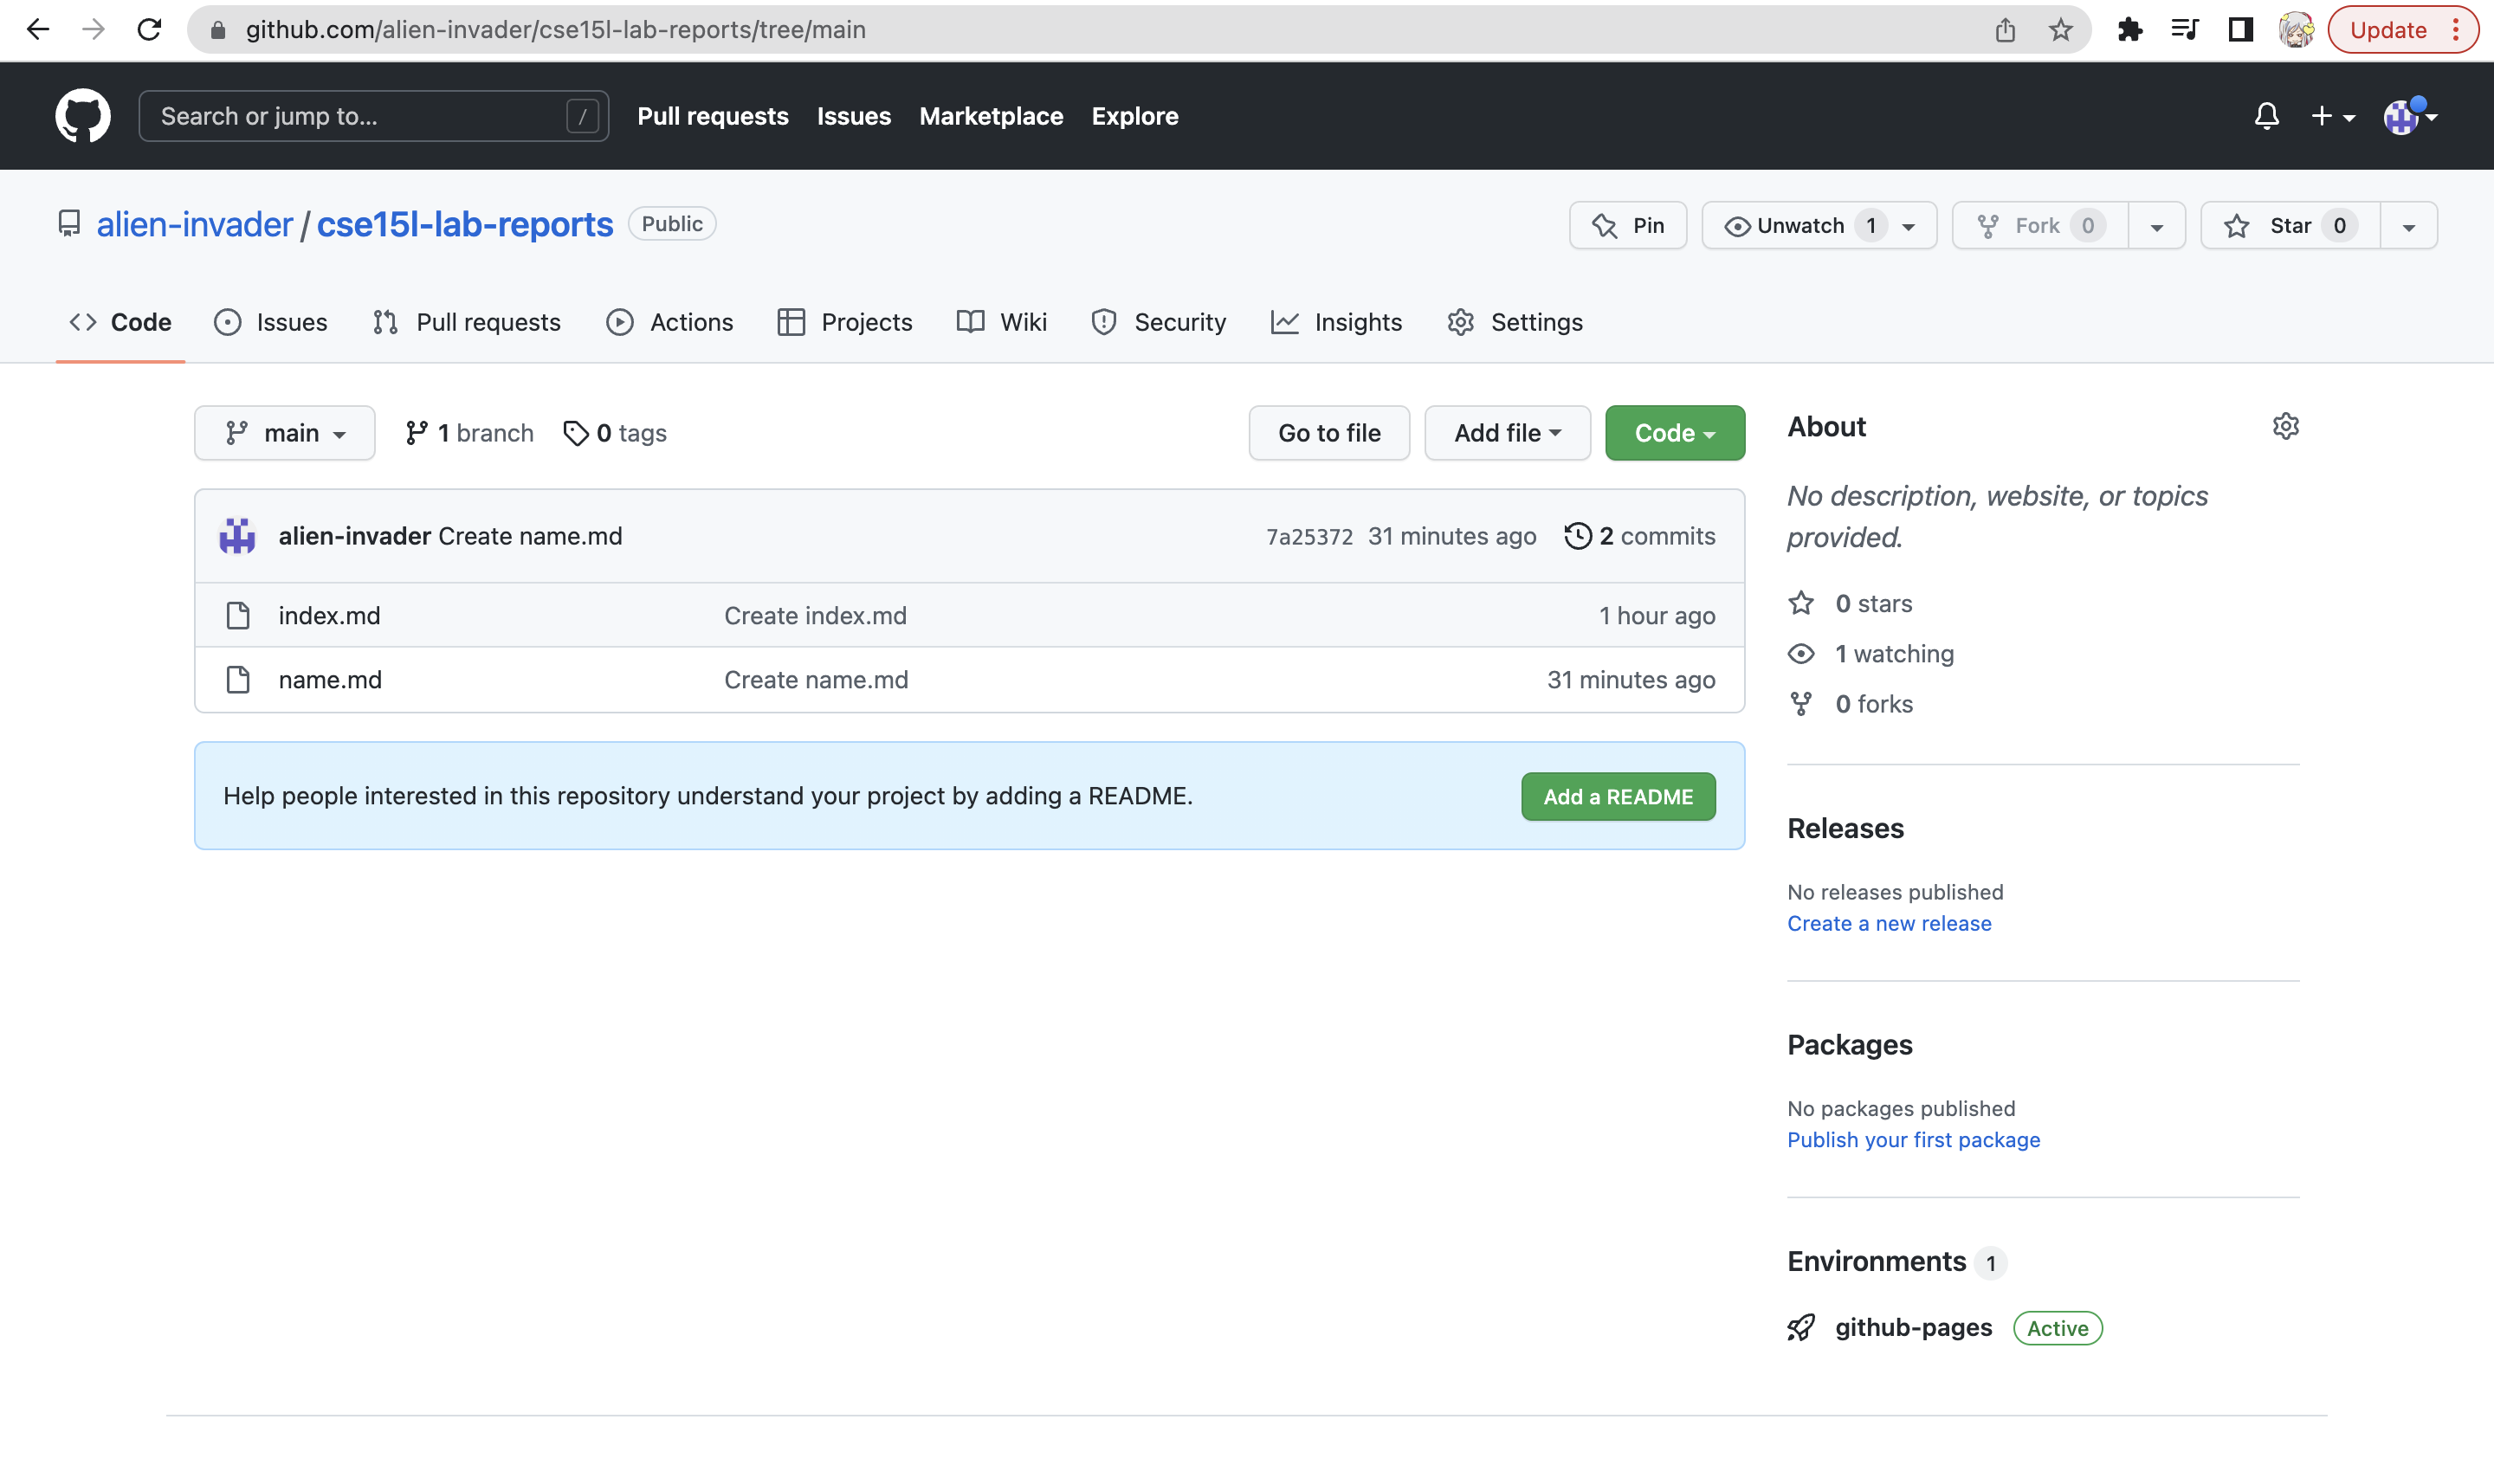 github.com/alien-invader/cse15l-lab-reports/tree/main
Update
Search or jump to...
/
Pull requests
Issues
Marketplace
Explore
alien-invader / cse15l-lab-reports
Public
Pin
Unwatch 1
Fork 0
Star 0
Code
Issues
Pull requests
Actions
Projects
Wiki
Security
Insights
Settings
main
1 branch
0 tags
Go to file
Add file
Code
alien-invader Create name.md
7a25372 31 minutes ago
2 commits
index.md
Create index.md
1 hour ago
name.md
Create name.md
31 minutes ago
Help people interested in this repository understand your project by adding a README.
Add a README
About
No description, website, or topics
provided.
0 stars
1 watching
0 forks
Releases
No releases published
Create a new release
Packages
No packages published
Publish your first package
Environments 1
github-pages
Active